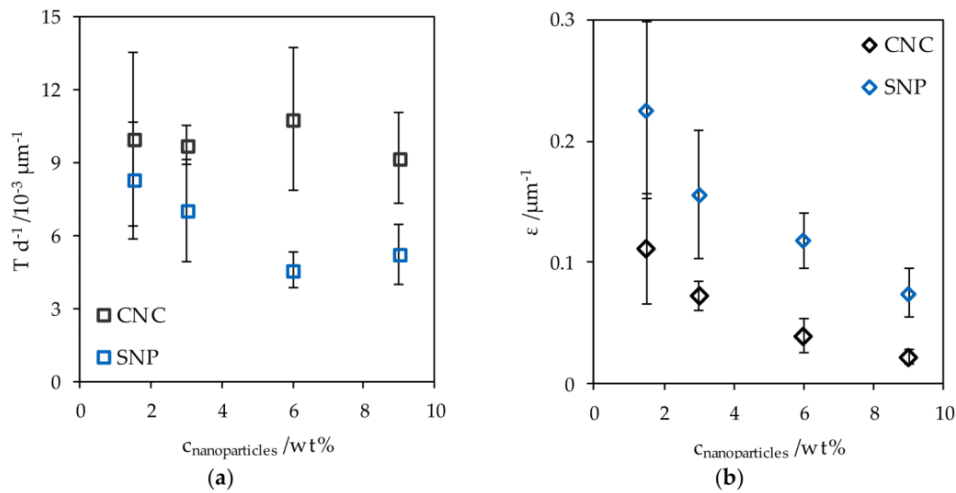 15
12
9
6
3
0
T d⁻¹ /10⁻³ µm⁻¹
CNC
SNP
0 2 4 6 8 10
c_nanoparticles /wt%
(a)
0.3
0.2
0.1
0
ε /µm⁻¹
CNC
SNP
0 2 4 6 8 10
c_nanoparticles /wt%
(b)